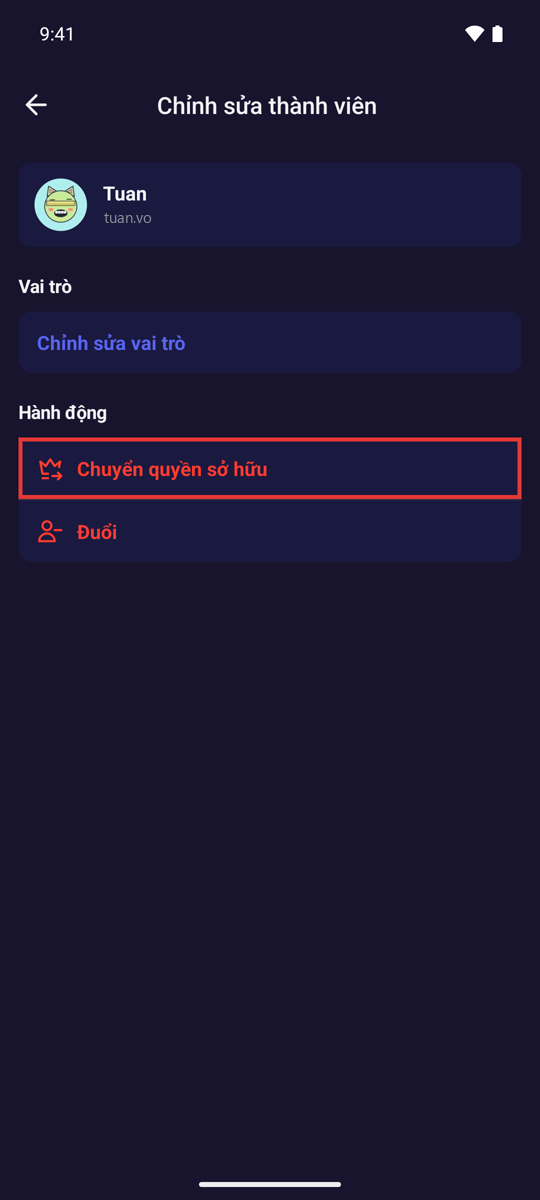 9:41
Chỉnh sửa thành viên
Tuan
tuan.vo
Vai trò
Chỉnh sửa vai trò
Hành động
Chuyển quyền sở hữu
Đuổi